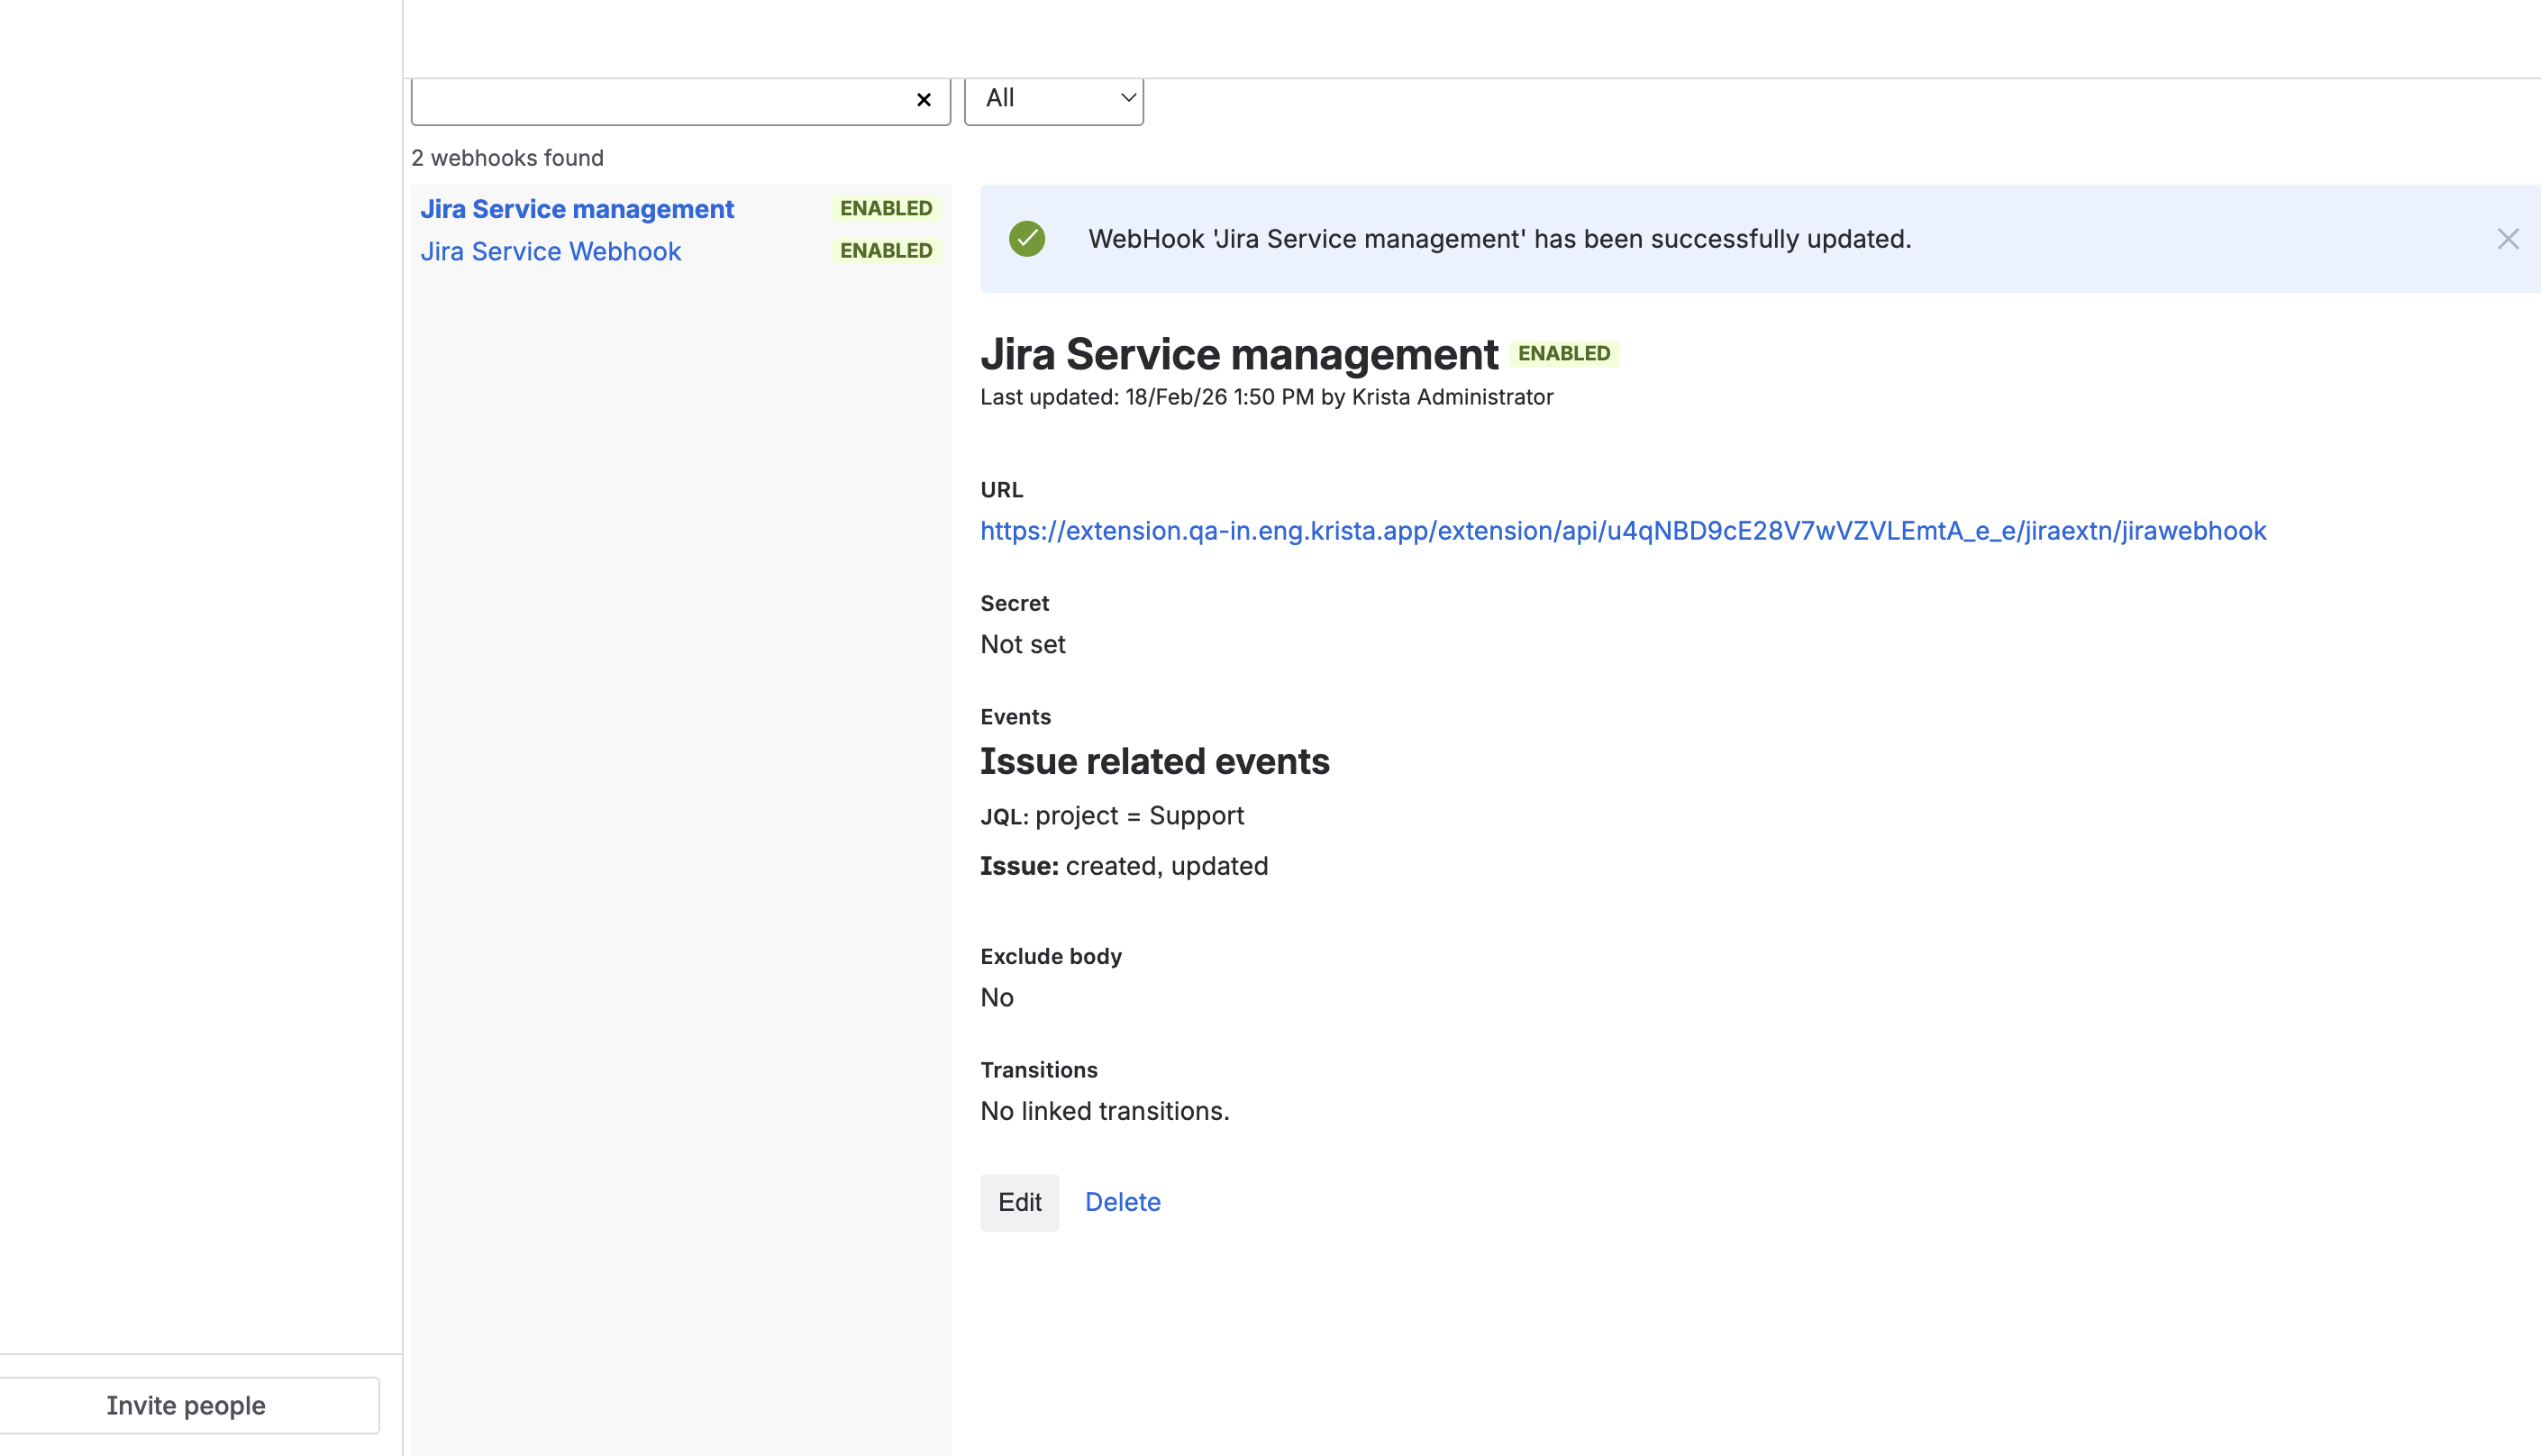 All
2 webhooks found
Jira Service management ENABLED
Jira Service Webhook ENABLED
WebHook 'Jira Service management' has been successfully updated.
Jira Service management ENABLED
Last updated: 18/Feb/26 1:50 PM by Krista Administrator
URL
https://extension.qa-in.eng.krista.app/extension/api/u4qNBD9cE28V7wVZVLEmtA_e_e/jiraextn/jirawebhook
Secret
Not set
Events
Issue related events
JQL: project = Support
Issue: created, updated
Exclude body
No
Transitions
No linked transitions.
Edit Delete
Invite people